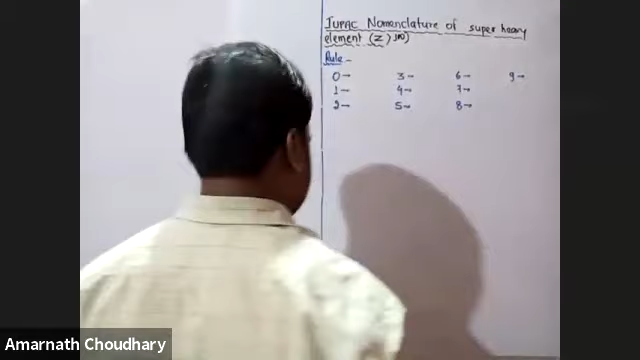 IUPAC Nomenclature of super heavy
element (Z > 100)
Rule -
0 → 3 → 6 → 9 →
1 → 4 → 7 →
2 → 5 → 8 →
Amarnath Choudhary